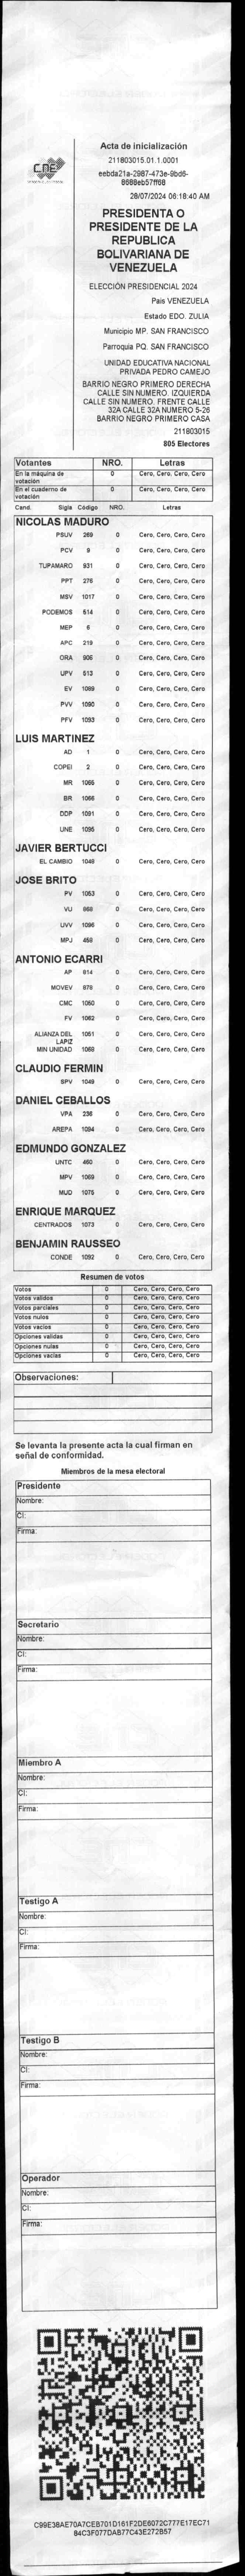 CNE
Acta de inicialización
211803015.01.1.0001
eebda21a-2987-473e-9bd6-
8688eb57ff68
28/07/2024 06:18:40 AM
PRESIDENTA O
PRESIDENTE DE LA
REPUBLICA
BOLIVARIANA DE
VENEZUELA
ELECCIÓN PRESIDENCIAL 2024
Pais VENEZUELA
Estado EDO. ZULIA
Municipio MP. SAN FRANCISCO
Parroquia PQ. SAN FRANCISCO
UNIDAD EDUCATIVA NACIONAL
PRIVADA PEDRO CAMEJO
BARRIO NEGRO PRIMERO DERECHA
CALLE SIN NUMERO. IZQUIERDA
CALLE SIN NUMERO. FRENTE CALLE
32A CALLE 32A NUMERO 5-26
BARRIO NEGRO PRIMERO CASA
211803015
805 Electores
Votantes NRO. Letras
En la máquina de votación 0 Cero, Cero, Cero, Cero
En el cuaderno de votación 0 Cero, Cero, Cero, Cero
Cand. Sigla Código NRO. Letras
NICOLAS MADURO
PSUV 269 0 Cero, Cero, Cero, Cero
PCV 9 0 Cero, Cero, Cero, Cero
TUPAMARO 931 0 Cero, Cero, Cero, Cero
PPT 276 0 Cero, Cero, Cero, Cero
MSV 1017 0 Cero, Cero, Cero, Cero
PODEMOS 514 0 Cero, Cero, Cero, Cero
MEP 6 0 Cero, Cero, Cero, Cero
APC 219 0 Cero, Cero, Cero, Cero
ORA 906 0 Cero, Cero, Cero, Cero
UPV 513 0 Cero, Cero, Cero, Cero
EV 1089 0 Cero, Cero, Cero, Cero
PVV 1090 0 Cero, Cero, Cero, Cero
PFV 1093 0 Cero, Cero, Cero, Cero
LUIS MARTINEZ
AD 1 0 Cero, Cero, Cero, Cero
COPEI 2 0 Cero, Cero, Cero, Cero
MR 1065 0 Cero, Cero, Cero, Cero
BR 1066 0 Cero, Cero, Cero, Cero
DDP 1091 0 Cero, Cero, Cero, Cero
UNE 1095 0 Cero, Cero, Cero, Cero
JAVIER BERTUCCI
EL CAMBIO 1048 0 Cero, Cero, Cero, Cero
JOSE BRITO
PV 1053 0 Cero, Cero, Cero, Cero
VU 868 0 Cero, Cero, Cero, Cero
UVV 1096 0 Cero, Cero, Cero, Cero
MPJ 458 0 Cero, Cero, Cero, Cero
ANTONIO ECARRI
AP 914 0 Cero, Cero, Cero, Cero
MOVEV 878 0 Cero, Cero, Cero, Cero
CMC 1050 0 Cero, Cero, Cero, Cero
FV 1062 0 Cero, Cero, Cero, Cero
ALIANZA DEL LAPIZ 1051 0 Cero, Cero, Cero, Cero
MIN UNIDAD 1068 0 Cero, Cero, Cero, Cero
CLAUDIO FERMIN
SPV 1049 0 Cero, Cero, Cero, Cero
DANIEL CEBALLOS
VPA 236 0 Cero, Cero, Cero, Cero
AREPA 1094 0 Cero, Cero, Cero, Cero
EDMUNDO GONZALEZ
UNTC 460 0 Cero, Cero, Cero, Cero
MPV 1069 0 Cero, Cero, Cero, Cero
MUD 1075 0 Cero, Cero, Cero, Cero
ENRIQUE MARQUEZ
CENTRADOS 1073 0 Cero, Cero, Cero, Cero
BENJAMIN RAUSSEO
CONDE 1092 0 Cero, Cero, Cero, Cero
Resumen de votos
Votos 0 Cero, Cero, Cero, Cero
Votos validos 0 Cero, Cero, Cero, Cero
Votos parciales 0 Cero, Cero, Cero, Cero
Votos nulos 0 Cero, Cero, Cero, Cero
Votos vacios 0 Cero, Cero, Cero, Cero
Opciones validas 0 Cero, Cero, Cero, Cero
Opciones nulas 0 Cero, Cero, Cero, Cero
Opciones vacias 0 Cero, Cero, Cero, Cero
Observaciones:
Se levanta la presente acta la cual firman en
señal de conformidad.
Miembros de la mesa electoral
Presidente
Nombre:
CI:
Firma:
Secretario
Nombre:
CI:
Firma:
Miembro A
Nombre:
CI:
Firma:
Testigo A
Nombre:
CI:
Firma:
Testigo B
Nombre:
CI:
Firma:
Operador
Nombre:
CI:
Firma:
C99E38AE70A7CEB701D161F2DE6072C777E17EC71
84C3F077DAB77C43E272B57